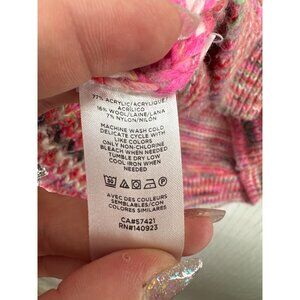 77% ACRYLIC/ACRYLIQUE/
ACRÍLICO
16% WOOL/LAINE/LANA
7% NYLON/NILON
MACHINE WASH COLD
DELICATE CYCLE WITH
LIKE COLORS
ONLY NON-CHLORINE
BLEACH WHEN NEEDED
TUMBLE DRY LOW
COOL IRON WHEN
NEEDED
AVEC DES COULEURS
SEMBLABLES/CON
COLORES SIMILARES
CA#57421
RN#140923